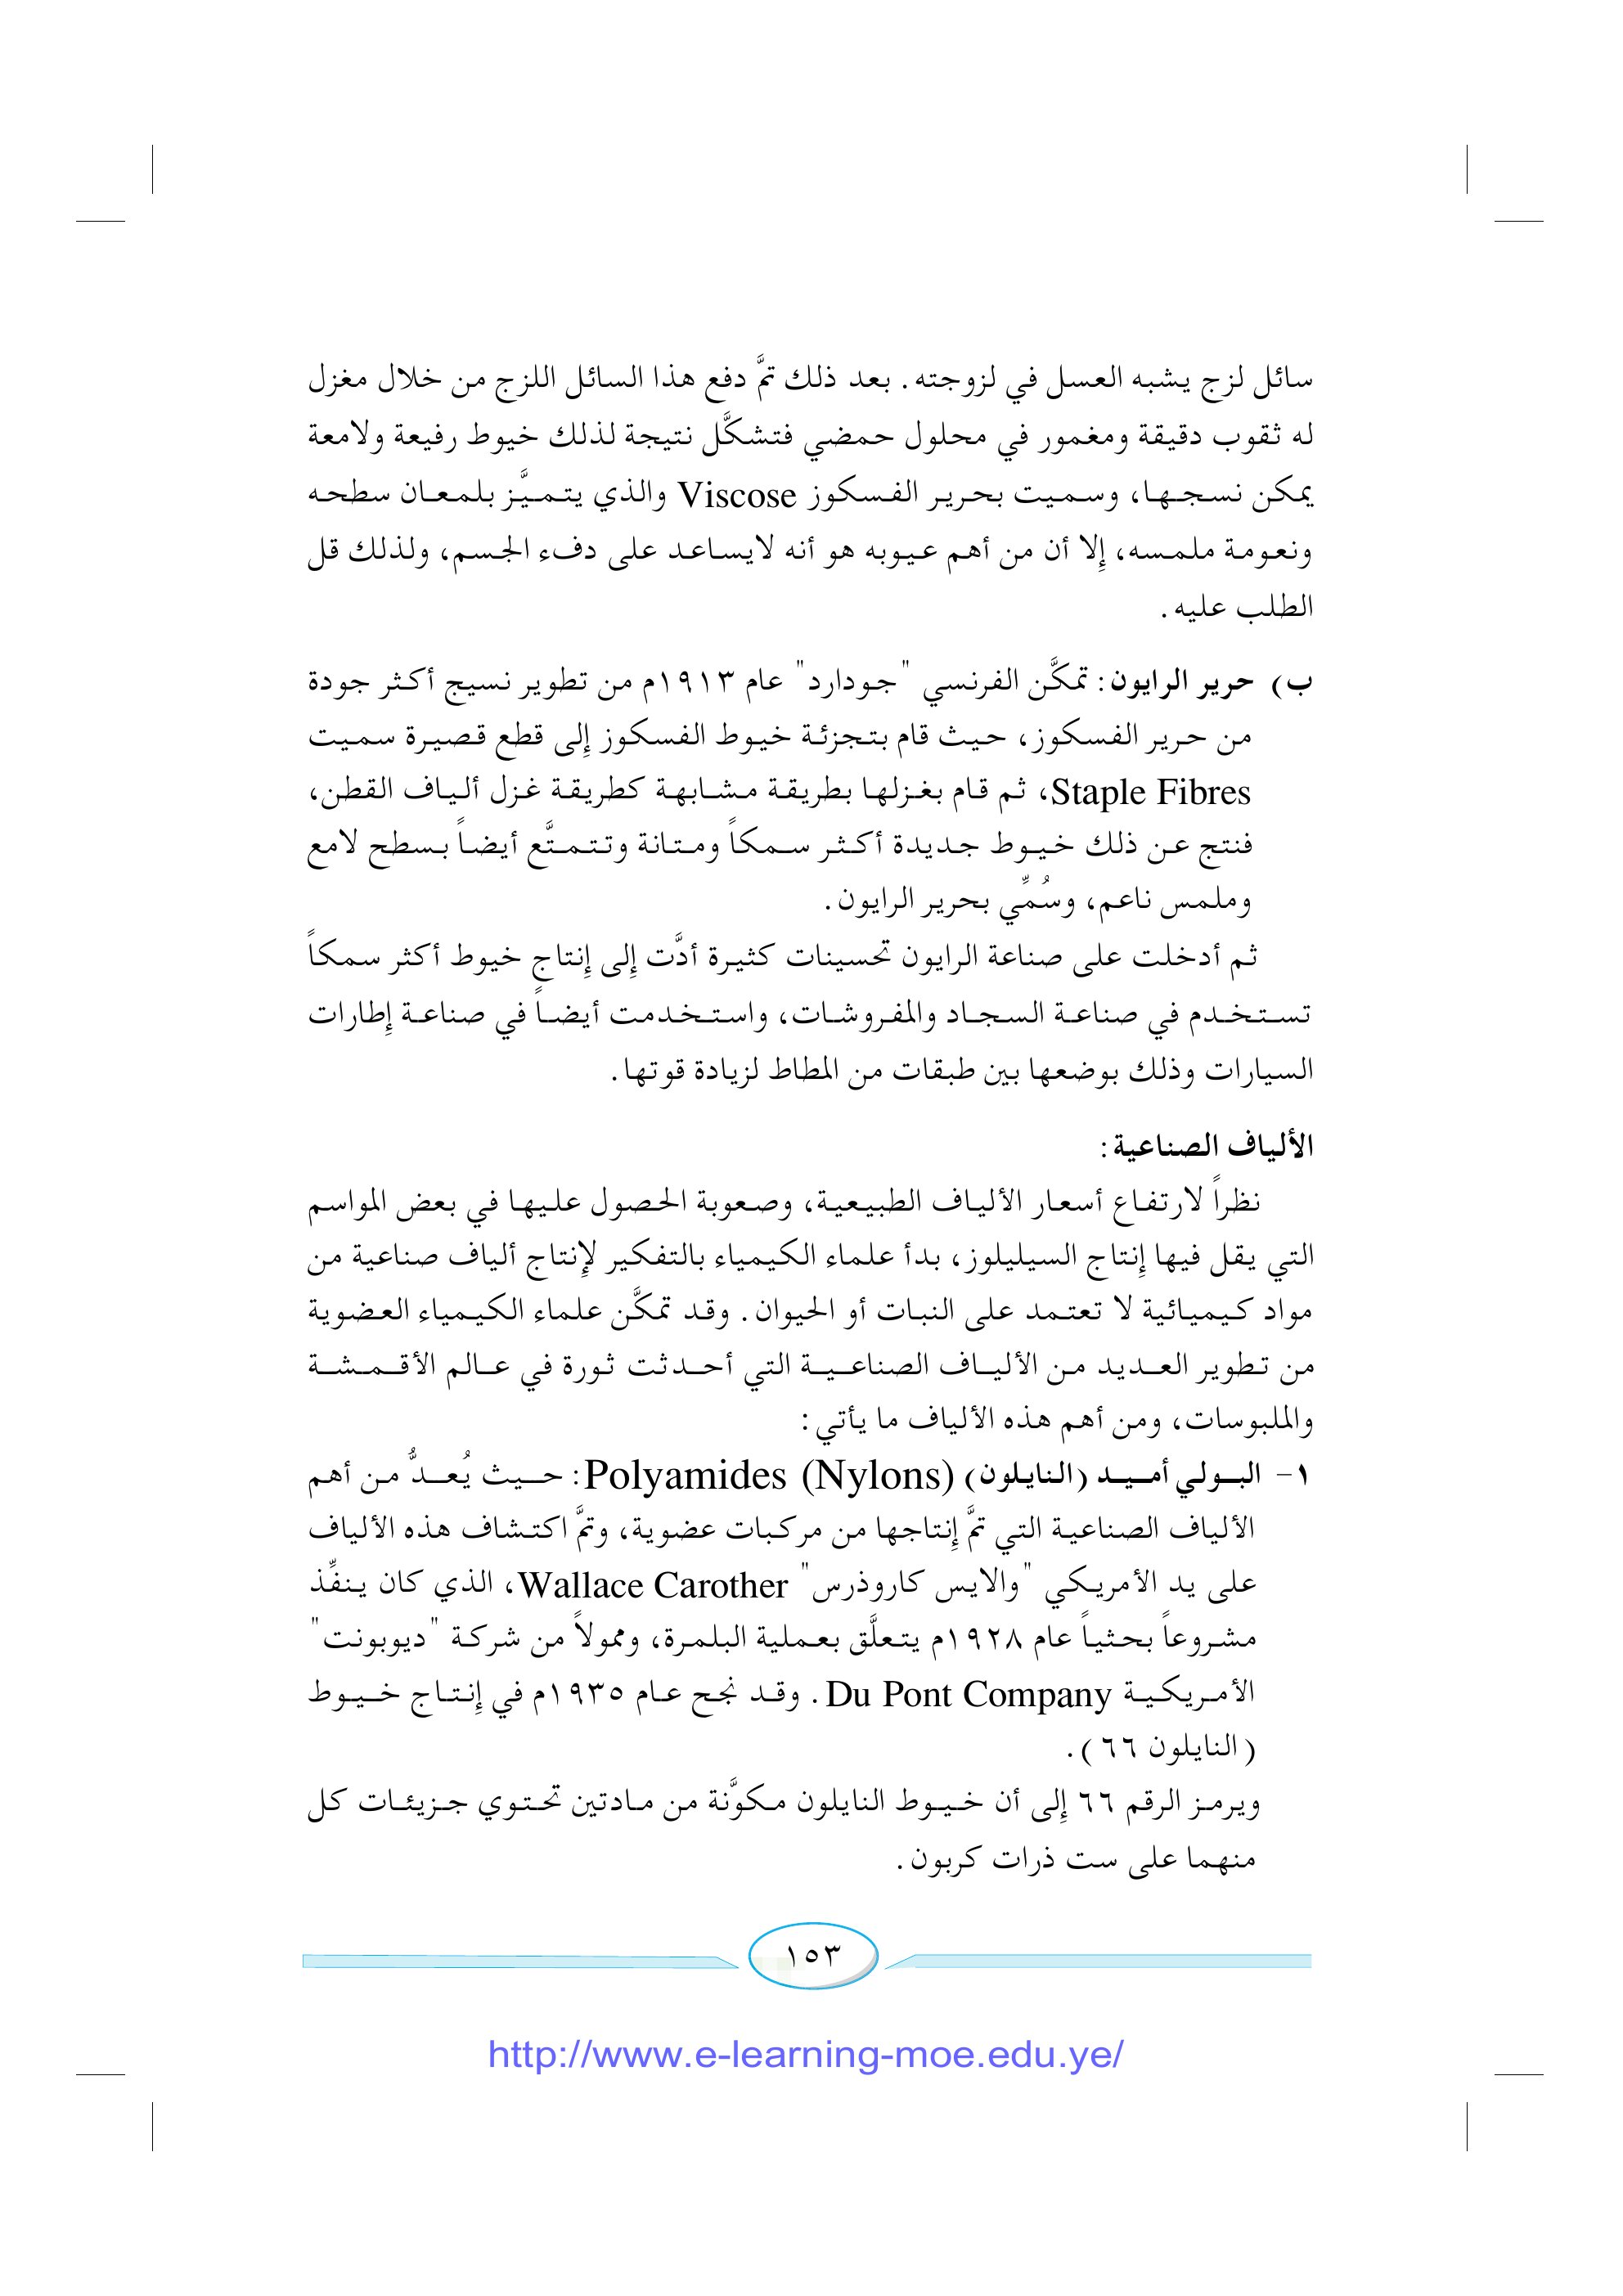 سائل لزج يشبه العسل في لزوجته. بعد ذلك تمَّ دفع هذا السائل اللزج من خلال مغزل
له ثقوب دقيقة ومغمور في محلول حمضي فتشكَّل نتيجة لذلك خيوط رفيعة ولامعة
يمكن نسجها، وسميت بحرير الفسكوز Viscose والذي يتميَّز بلمعان سطحه
ونعومة ملمسه، إِلا أن من أهم عيوبه هو أنه لايساعد على دفء الجسم، ولذلك قل
الطلب عليه.
ب) حرير الرايون: تمكَّن الفرنسي "جودارد" عام ١٩١٣م من تطوير نسيج أكثر جودة
من حرير الفسكوز، حيث قام بتجزئة خيوط الفسكوز إِلى قطع قصيرة سميت
Staple Fibres، ثم قام بغزلها بطريقة مشابهة كطريقة غزل ألياف القطن،
فنتج عن ذلك خيوط جديدة أكثر سمكاً ومتانة وتتمتَّع أيضاً بسطح لامع
وملمس ناعم، وسُمِّي بحرير الرايون.
ثم أدخلت على صناعة الرايون تحسينات كثيرة أدَّت إِلى إِنتاج خيوط أكثر سمكاً
تستخدم في صناعة السجاد والمفروشات، واستخدمت أيضاً في صناعة إِطارات
السيارات وذلك بوضعها بين طبقات من المطاط لزيادة قوتها.
الألياف الصناعية:
نظراً لارتفاع أسعار الألياف الطبيعية، وصعوبة الحصول عليها في بعض المواسم
التي يقل فيها إِنتاج السيليلوز، بدأ علماء الكيمياء بالتفكير لإِنتاج ألياف صناعية من
مواد كيميائية لا تعتمد على النبات أو الحيوان. وقد تمكَّن علماء الكيمياء العضوية
من تطوير العديد من الألياف الصناعية التي أحدثت ثورة في عالم الأقمشة
والملبوسات، ومن أهم هذه الألياف ما يأتي:
١- البولي أميد (النايلون) Polyamides (Nylons): حيث يُعدُّ من أهم
الألياف الصناعية التي تمَّ إِنتاجها من مركبات عضوية، وتمَّ اكتشاف هذه الألياف
على يد الأمريكي "والايس كاروذرس" Wallace Carother، الذي كان ينفِّذ
مشروعاً بحثياً عام ١٩٢٨م يتعلَّق بعملية البلمرة، وممولاً من شركة "ديوبونت"
الأمريكية Du Pont Company. وقد نجح عام ١٩٣٥م في إِنتاج خيوط
(النايلون ٦٦).
ويرمز الرقم ٦٦ إِلى أن خيوط النايلون مكوَّنة من مادتين تحتوي جزيئات كل
منهما على ست ذرات كربون.
١٥٣
http://www.e-learning-moe.edu.ye/